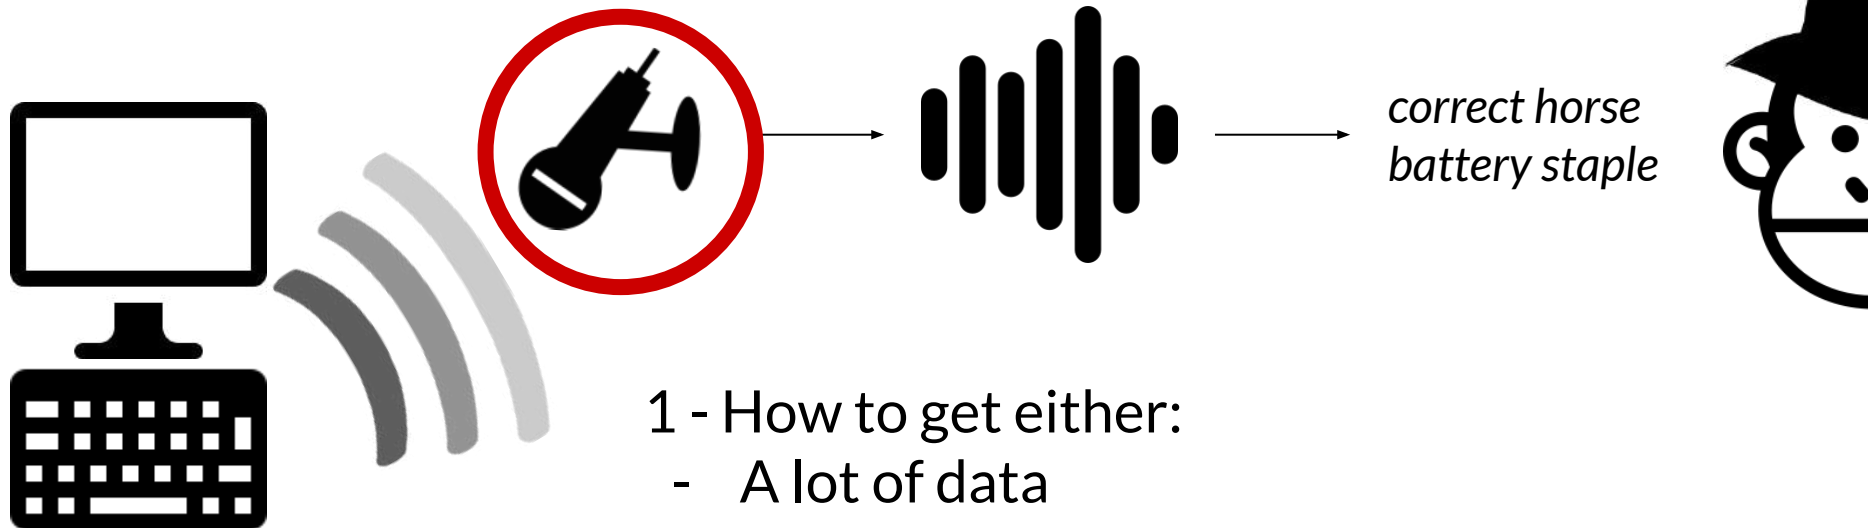 correct horse
battery staple
1 - How to get either:
- A lot of data